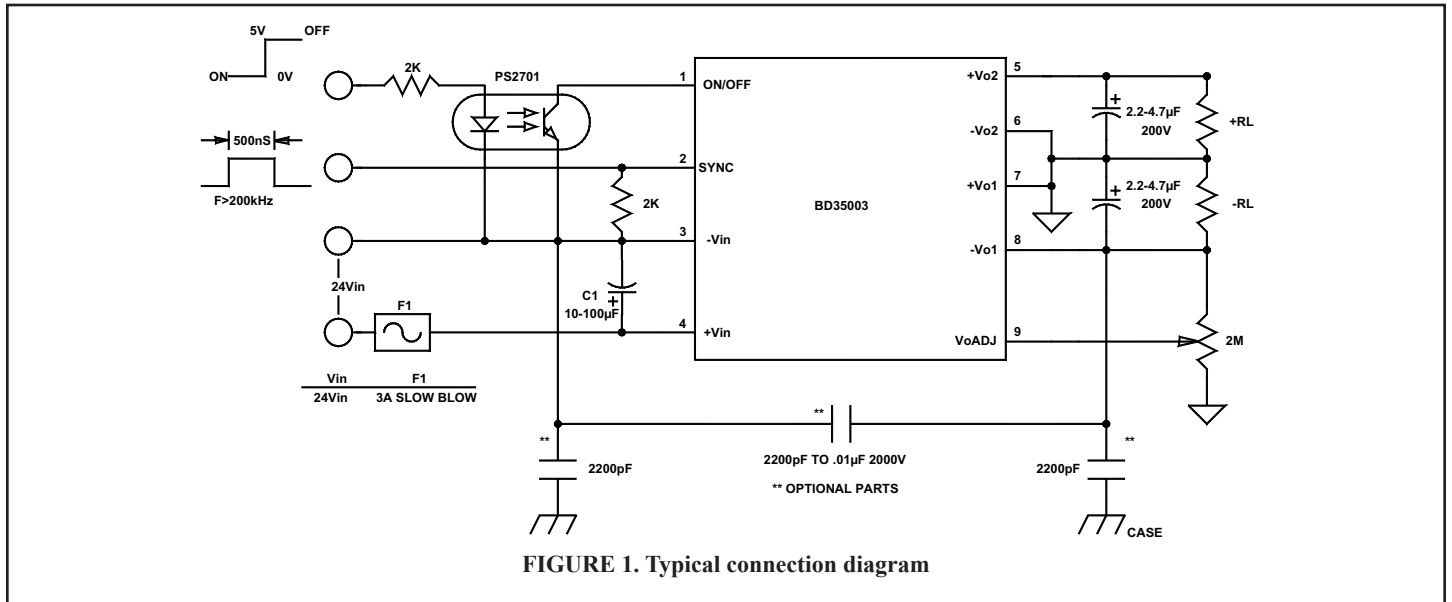 5V OFF
ON 0V
2K
PS2701
1 ON/OFF
500nS
F>200kHz
2 SYNC
2K
3 -Vin
24Vin
C1
+
10-100µF
F1
4 +Vin
Vin F1
24Vin 3A SLOW BLOW
BD35003
+Vo2 5
+
2.2-4.7µF
200V
+RL
-Vo2 6
+Vo1 7
+
2.2-4.7µF
200V
-RL
-Vo1 8
VoADJ 9
2M
**
2200pF
**
2200pF TO .01µF 2000V
** OPTIONAL PARTS
**
2200pF
CASE
FIGURE 1. Typical connection diagram